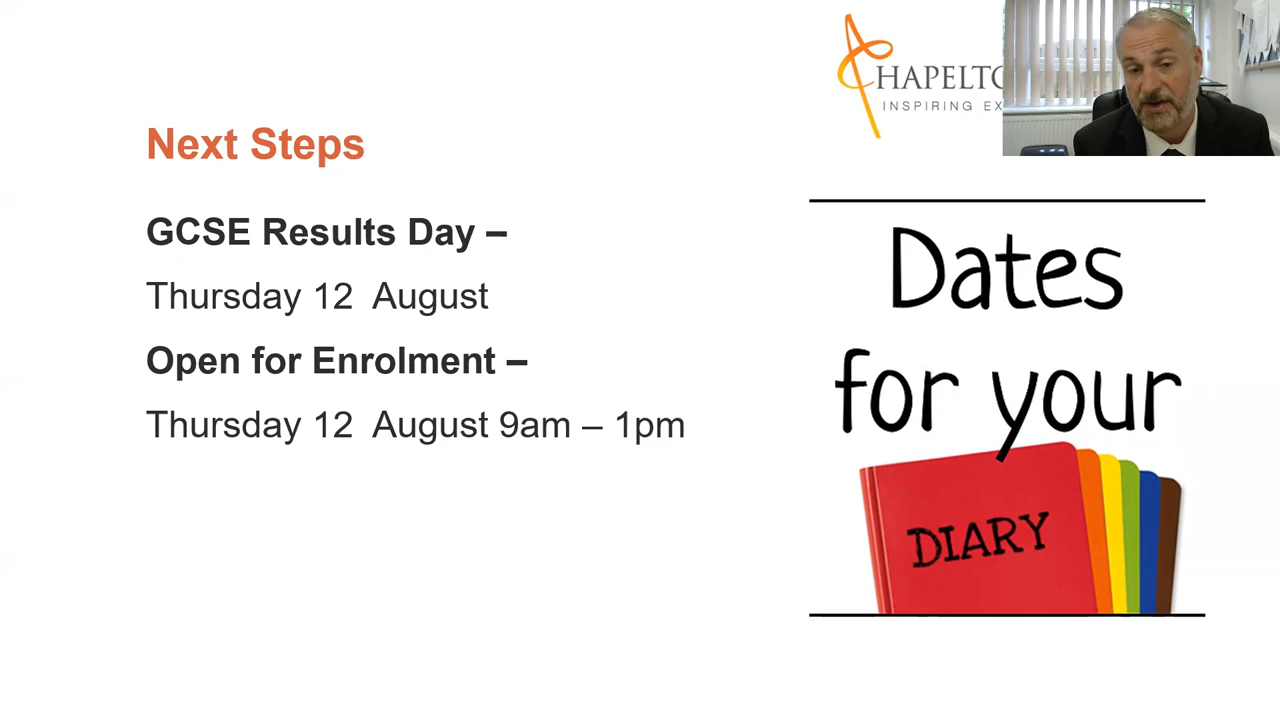 HAPELTO
INSPIRING EX
Next Steps
GCSE Results Day –
Thursday 12  August
Open for Enrolment –
Thursday 12  August 9am – 1pm
Dates
for your
DIARY